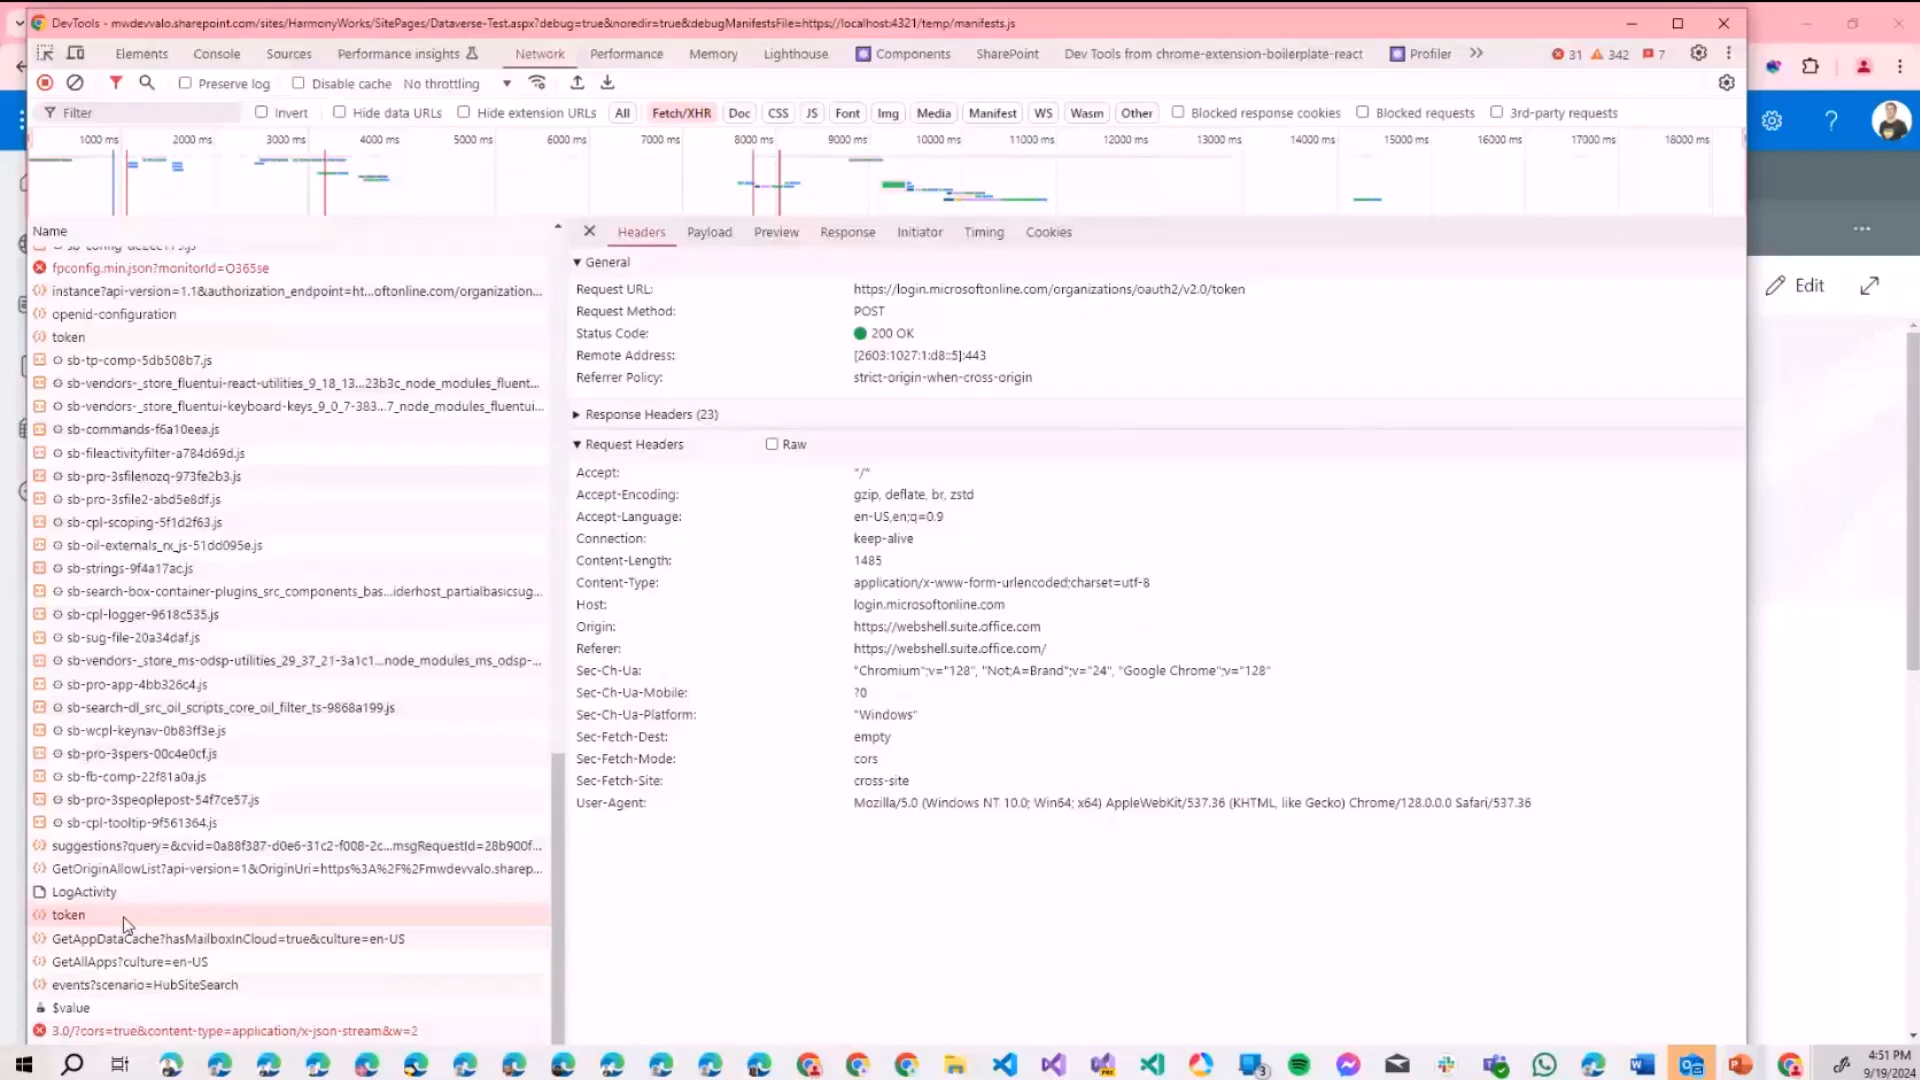 DevTools - mwdevvalo.sharepoint.com/sites/HarmonyWorks/SitePages/Dataverse-Test.aspx?debug=true&noredir=true&debugManifestsFile=https://localhost:4321/temp/manifests.js
Elements Console Sources Performance insights Network Performance Memory Lighthouse Components SharePoint Dev Tools from chrome-extension-boilerplate-react Profiler 31 342 7
Preserve log Disable cache No throttling
Filter Invert Hide data URLs Hide extension URLs All Fetch/XHR Doc CSS JS Font Img Media Manifest WS Wasm Other Blocked response cookies Blocked requests 3rd-party requests
1000 ms 2000 ms 3000 ms 4000 ms 5000 ms 6000 ms 7000 ms 8000 ms 9000 ms 10000 ms 11000 ms 12000 ms 13000 ms 14000 ms 15000 ms 16000 ms 17000 ms 18000 ms
Name
Headers Payload Preview Response Initiator Timing Cookies
fpconfig.min.json?monitorId=O365se
instance?api-version=1.1&authorization_endpoint=ht...oftonline.com/organization...
openid-configuration
token
sb-tp-comp-5db508b7.js
sb-vendors-_store_fluentui-react-utilities_9_18_13...23b3c_node_modules_fluent...
sb-vendors-_store_fluentui-keyboard-keys_9_0_7-383...7_node_modules_fluentui...
sb-commands-f6a10eea.js
sb-fileactivityfilter-a784d69d.js
sb-pro-3sfilenozq-973fe2b3.js
sb-pro-3sfile2-abd5e8df.js
sb-cpl-scoping-5f1d2f63.js
sb-oil-externals_rx_js-51dd095e.js
sb-strings-9f4a17ac.js
sb-search-box-container-plugins_src_components_bas...iderhost_partialbasicsug...
sb-cpl-logger-9618c535.js
sb-sug-file-20a34daf.js
sb-vendors-_store_ms-odsp-utilities_29_37_21-3a1c1...node_modules_ms_odsp-...
sb-pro-app-4bb326c4.js
sb-search-dl_src_oil_scripts_core_oil_filter_ts-9868a199.js
sb-wcpl-keynav-0b83ff3e.js
sb-pro-3spers-00c4e0cf.js
sb-fb-comp-22f81a0a.js
sb-pro-3speoplepost-54f7ce57.js
sb-cpl-tooltip-9f561364.js
suggestions?query=&cvid=0a88f387-d0e6-31c2-f008-2c...msgRequestId=28b900f...
GetOriginAllowList?api-version=1&OriginUri=https%3A%2F%2Fmwdevvalo.sharep...
LogActivity
token
GetAppDataCache?hasMailboxInCloud=true&culture=en-US
GetAllApps?culture=en-US
events?scenario=HubSiteSearch
$value
3.0/?cors=true&content-type=application/x-json-stream&w=2
General
Request URL: https://login.microsoftonline.com/organizations/oauth2/v2.0/token
Request Method: POST
Status Code: 200 OK
Remote Address: [2603:1027:1:d8::5]:443
Referrer Policy: strict-origin-when-cross-origin
Response Headers (23)
Request Headers Raw
Accept: */*
Accept-Encoding: gzip, deflate, br, zstd
Accept-Language: en-US,en;q=0.9
Connection: keep-alive
Content-Length: 1485
Content-Type: application/x-www-form-urlencoded;charset=utf-8
Host: login.microsoftonline.com
Origin: https://webshell.suite.office.com
Referer: https://webshell.suite.office.com/
Sec-Ch-Ua: "Chromium";v="128", "Not;A=Brand";v="24", "Google Chrome";v="128"
Sec-Ch-Ua-Mobile: ?0
Sec-Ch-Ua-Platform: "Windows"
Sec-Fetch-Dest: empty
Sec-Fetch-Mode: cors
Sec-Fetch-Site: cross-site
User-Agent: Mozilla/5.0 (Windows NT 10.0; Win64; x64) AppleWebKit/537.36 (KHTML, like Gecko) Chrome/128.0.0.0 Safari/537.36
Edit
4:51 PM
9/19/2024